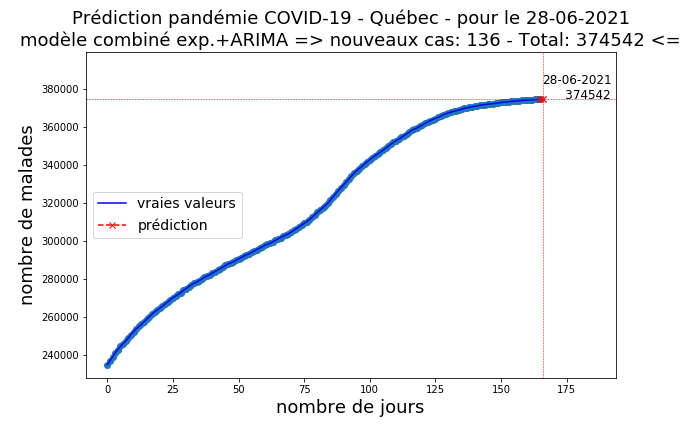 Prédiction pandémie COVID-19 - Québec - pour le 28-06-2021
modèle combiné exp.+ARIMA => nouveaux cas: 136 - Total: 374542 <=
28-06-2021
374542
380000
360000
340000
320000
300000
280000
260000
240000
nombre de malades
vraies valeurs
prédiction
0 25 50 75 100 125 150 175
nombre de jours